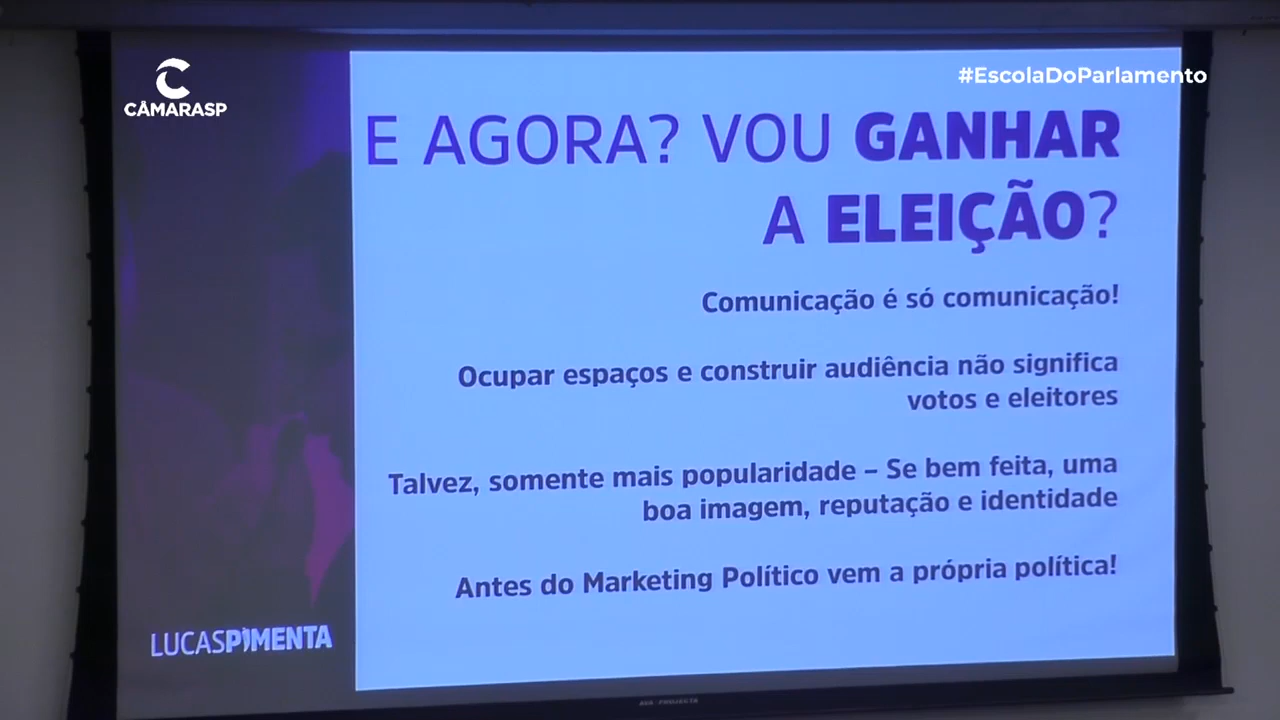 CÂMARASP
#EscolaDoParlamento
E AGORA? VOU GANHAR
A ELEIÇÃO?
Comunicação é só comunicação!
Ocupar espaços e construir audiência não significa
votos e eleitores
Talvez, somente mais popularidade – Se bem feita, uma
boa imagem, reputação e identidade
Antes do Marketing Político vem a própria política!
LUCASPIMENTA